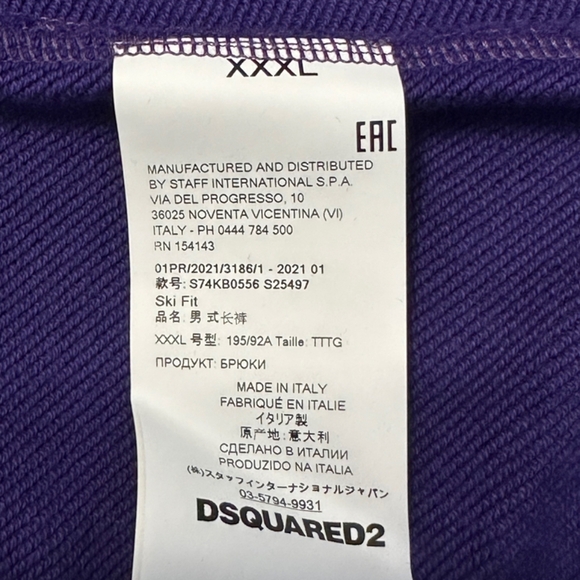 XXXL
EAC
MANUFACTURED AND DISTRIBUTED
BY STAFF INTERNATIONAL S.P.A.
VIA DEL PROGRESSO, 10
36025 NOVENTA VICENTINA (VI)
ITALY - PH 0444 784 500
RN 154143
01PR/2021/3186/1 - 2021 01
款号: S74KB0556 S25497
Ski Fit
品名: 男 式长裤
XXXL 号型: 195/92A Taille: TTTG
ПРОДУКТ: БРЮКИ
MADE IN ITALY
FABRIQUÉ EN ITALIE
イタリア製
原产地: 意大利
СДЕЛАНО В ИТАЛИИ
PRODUZIDO NA ITALIA
(株)スタッフインターナショナルジャパン
03-5794-9931
DSQUARED2